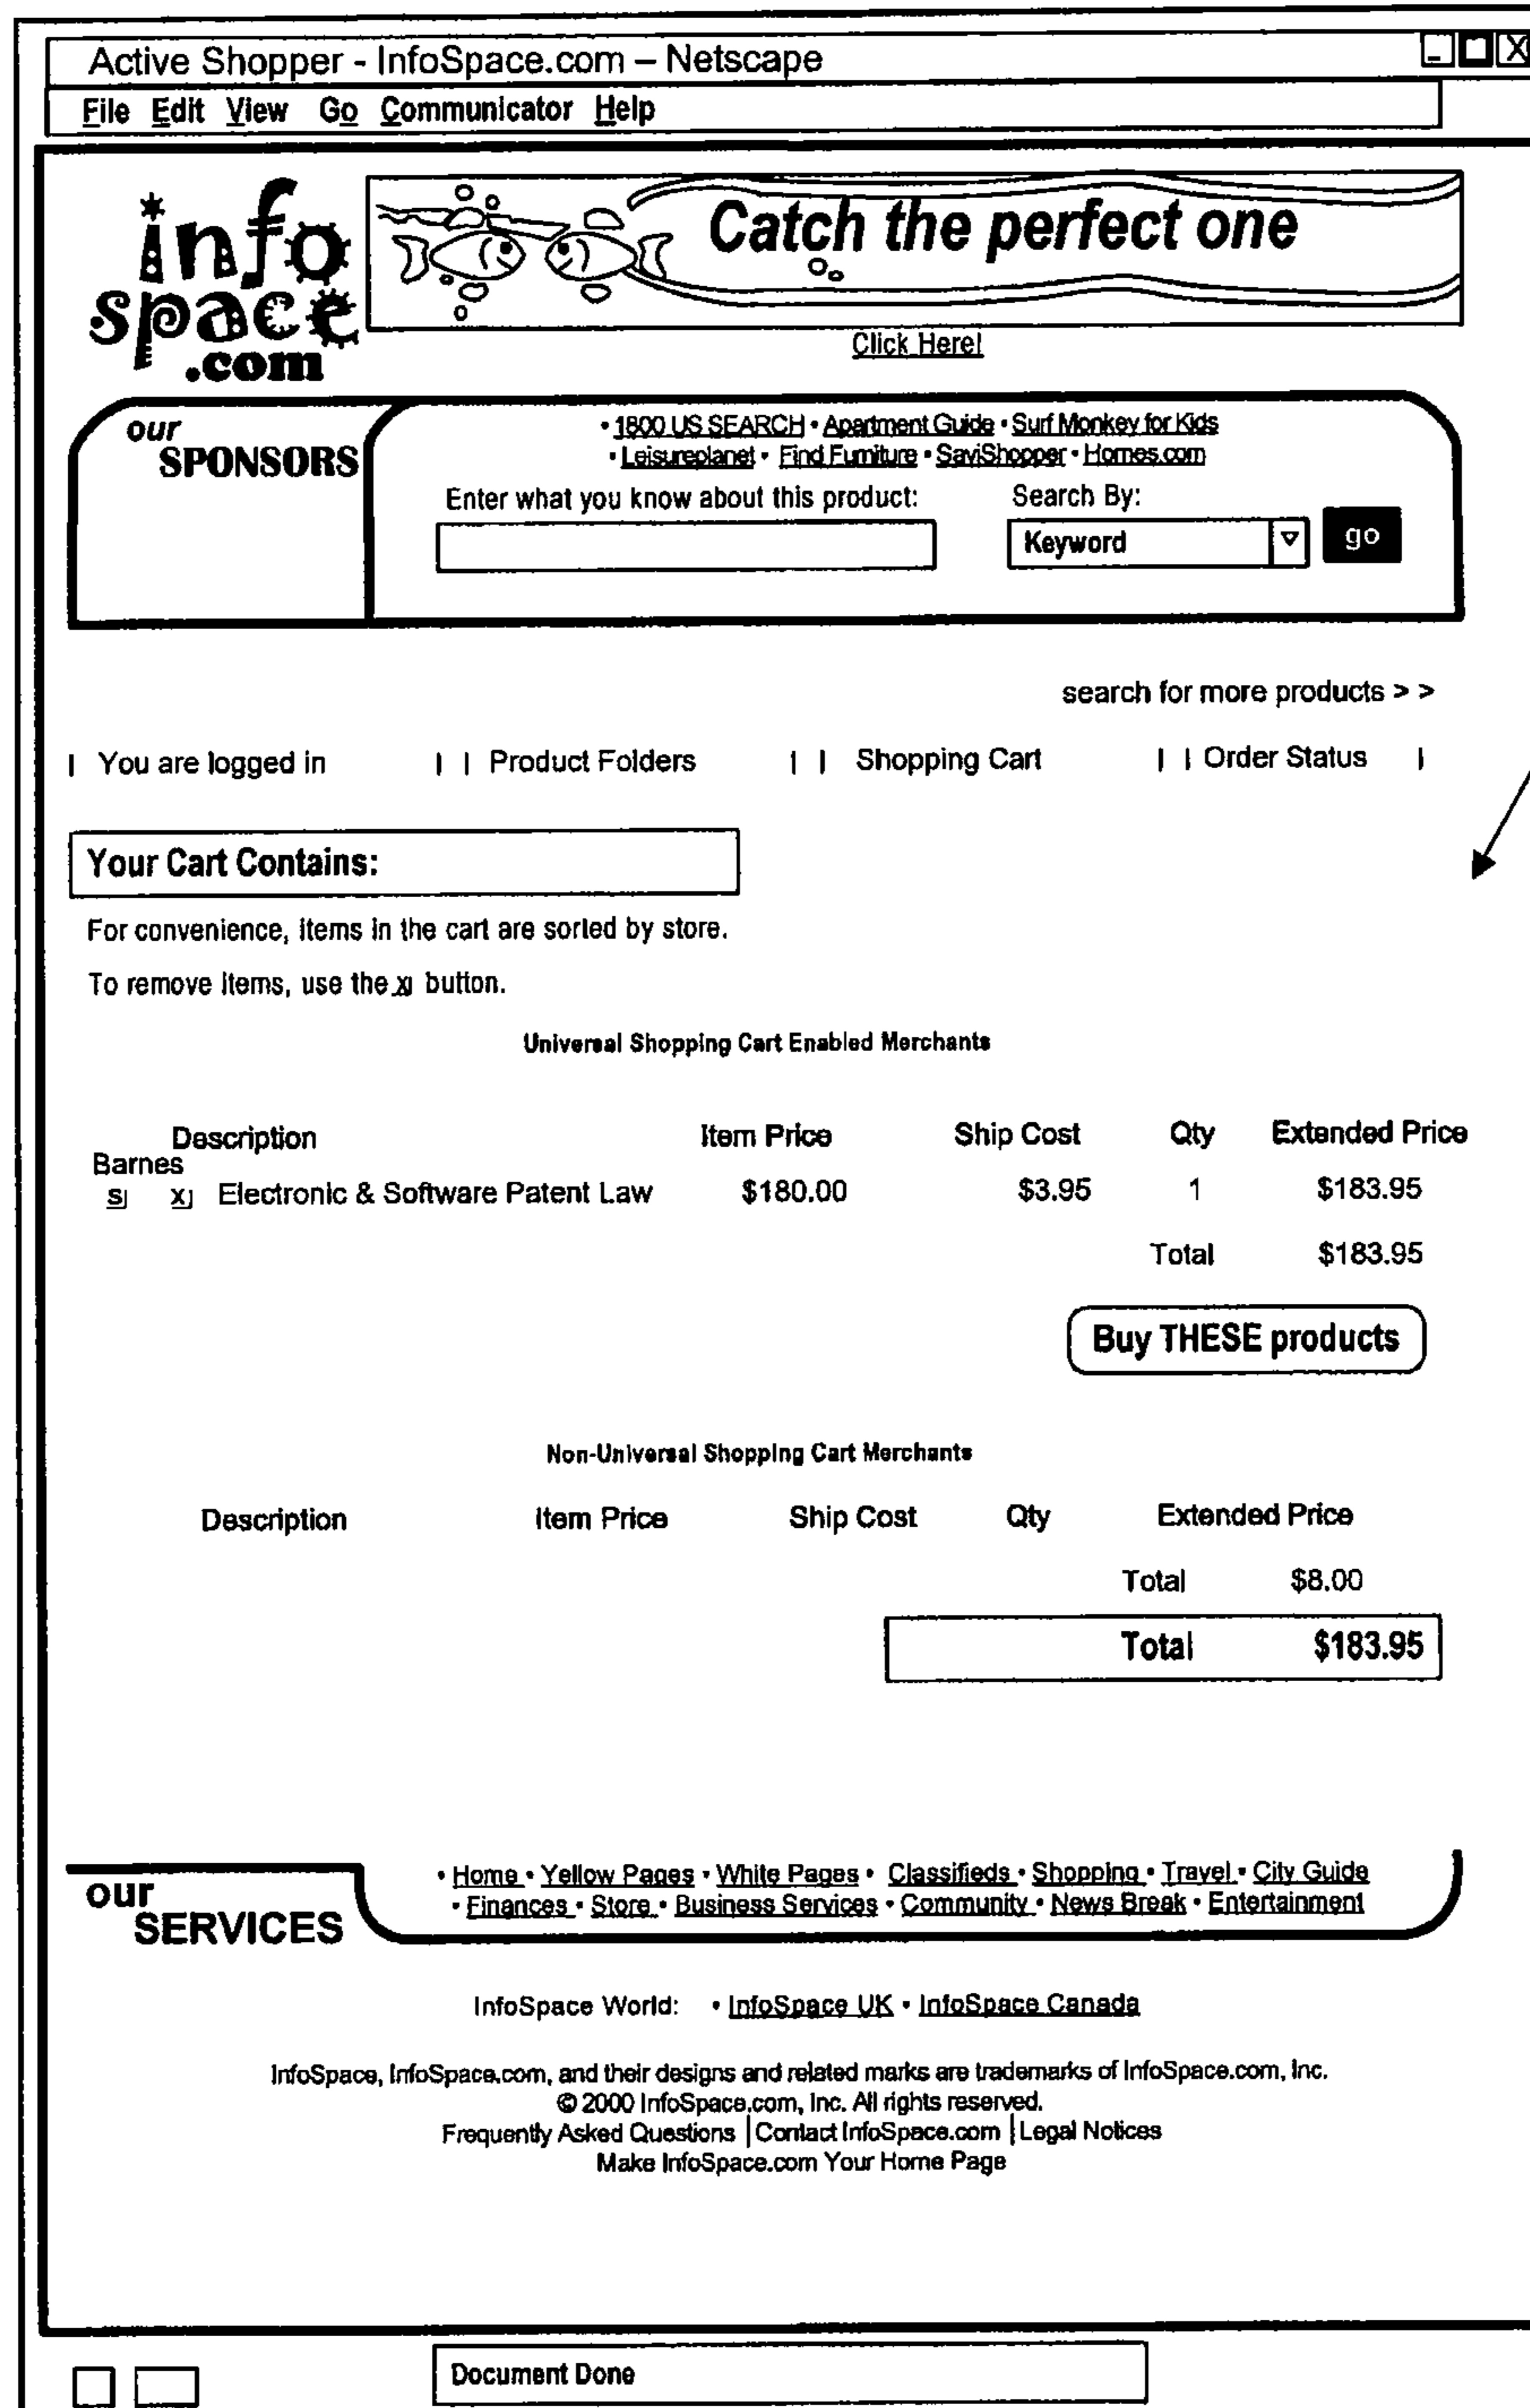 Active Shopper - InfoSpace.com – Netscape
File Edit View Go Communicator Help
info
space
.com
Catch the perfect one
Click Here!
our
SPONSORS
• 1800 US SEARCH • Apartment Guide • Surf Monkey for Kids
• Leisureplanet • Find Furniture • SaviShopper • Homes.com
Enter what you know about this product: Search By:
Keyword go
search for more products > >
| You are logged in | | Product Folders | | Shopping Cart | | Order Status |
Your Cart Contains:
For convenience, items in the cart are sorted by store.
To remove items, use the x button.
Universal Shopping Cart Enabled Merchants
Description Item Price Ship Cost Qty Extended Price
Barnes
S X Electronic & Software Patent Law $180.00 $3.95 1 $183.95
Total $183.95
Buy THESE products
Non-Universal Shopping Cart Merchants
Description Item Price Ship Cost Qty Extended Price
Total $8.00
Total $183.95
our
SERVICES
• Home • Yellow Pages • White Pages • Classifieds • Shopping • Travel • City Guide
• Finances • Store • Business Services • Community • News Break • Entertainment
InfoSpace World: • InfoSpace UK • InfoSpace Canada
InfoSpace, InfoSpace.com, and their designs and related marks are trademarks of InfoSpace.com, Inc.
© 2000 InfoSpace.com, Inc. All rights reserved.
Frequently Asked Questions | Contact InfoSpace.com | Legal Notices
Make InfoSpace.com Your Home Page
Document Done